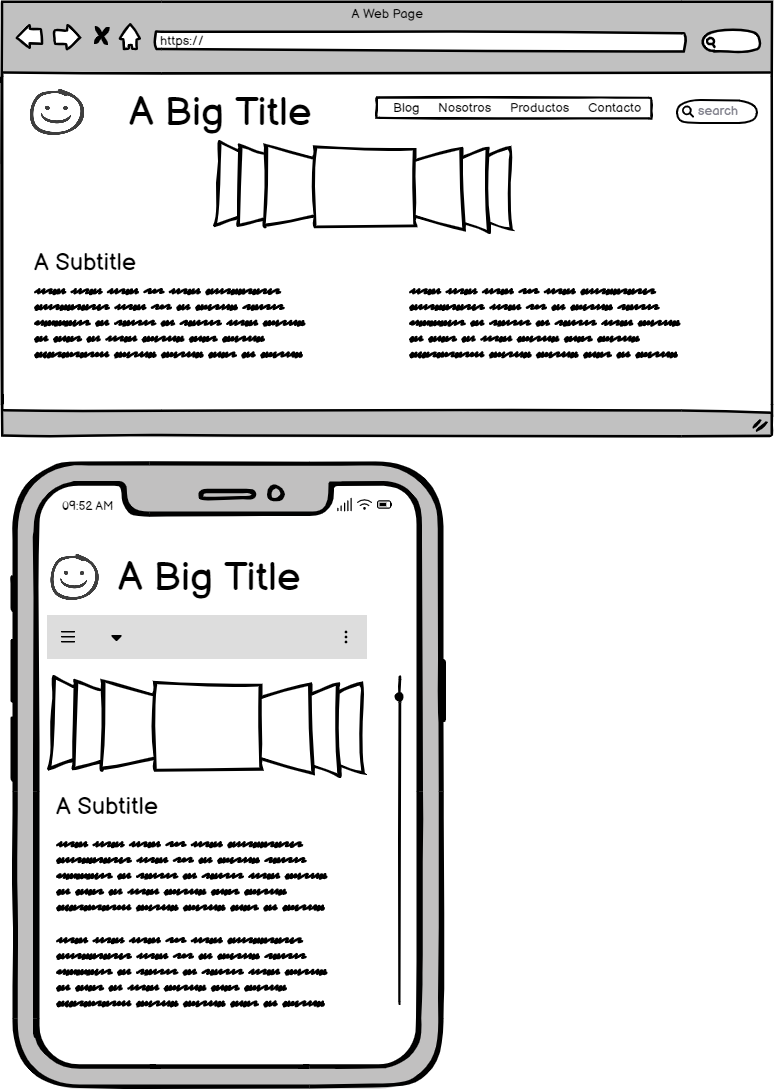 A Web Page
https://
A Big Title
Blog Nosotros Productos Contacto
search
A Subtitle
09:52 AM
A Big Title
A Subtitle